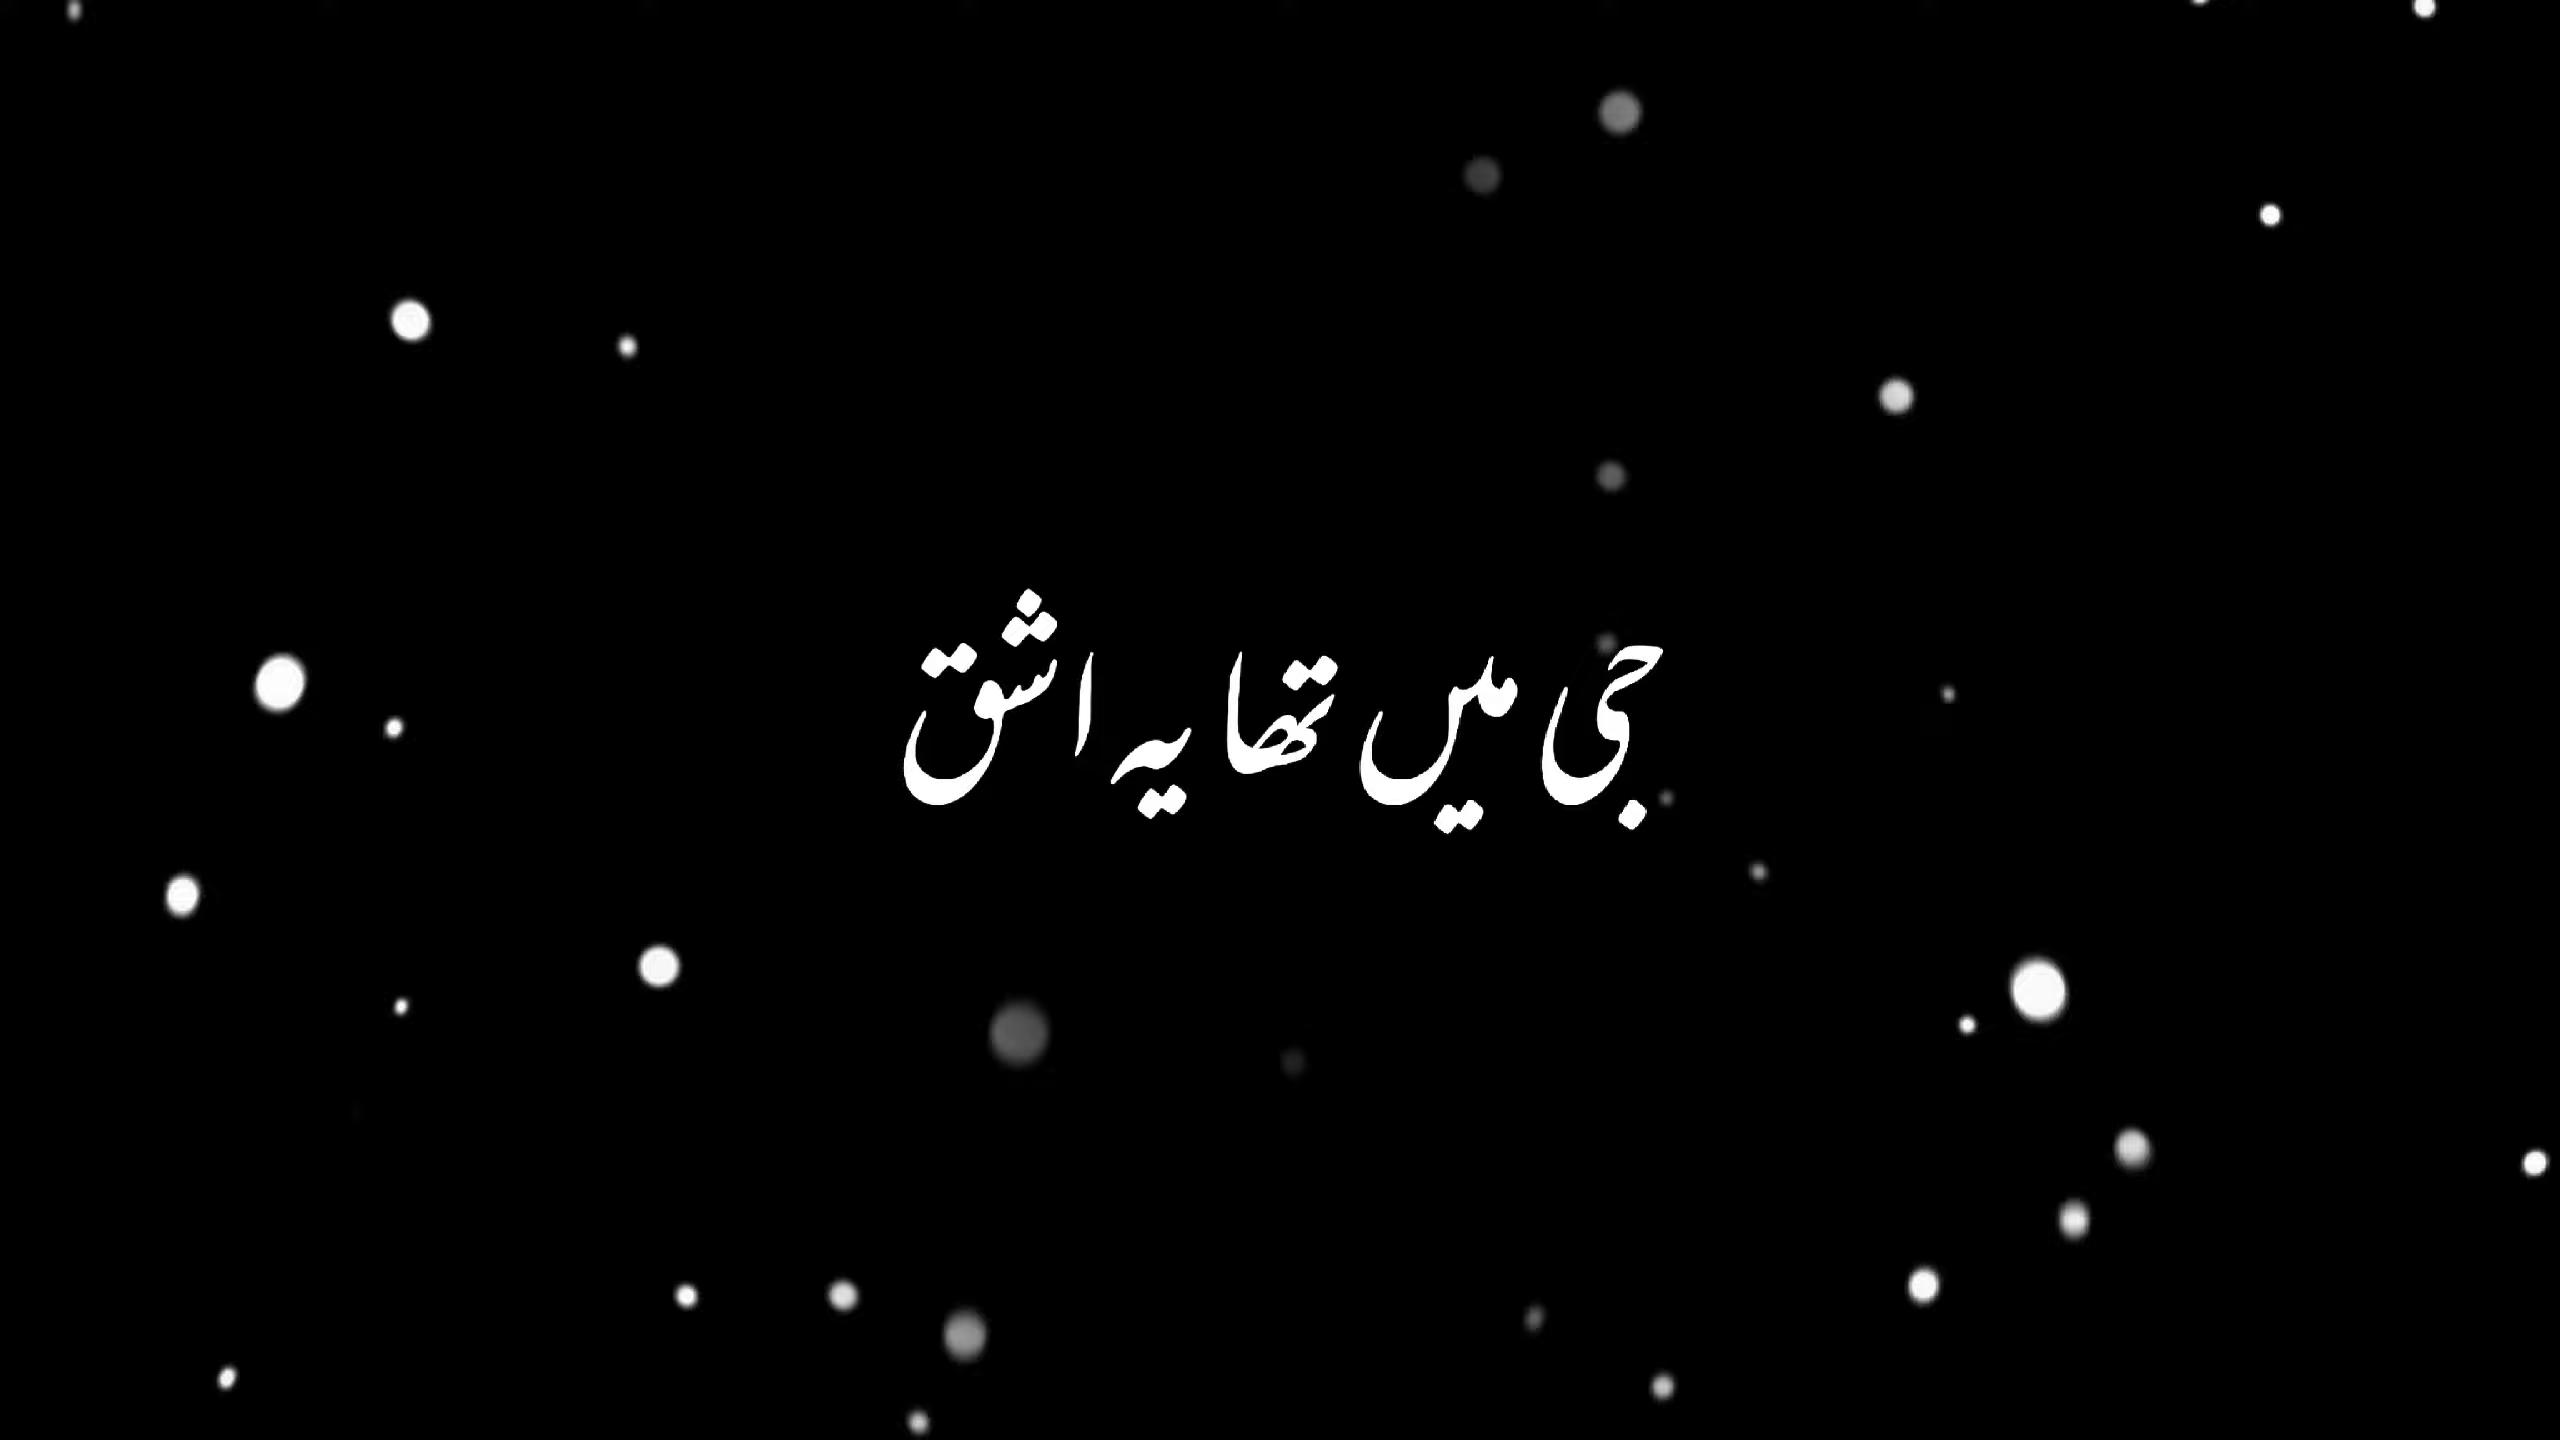 جی میں تھا یہ اشق